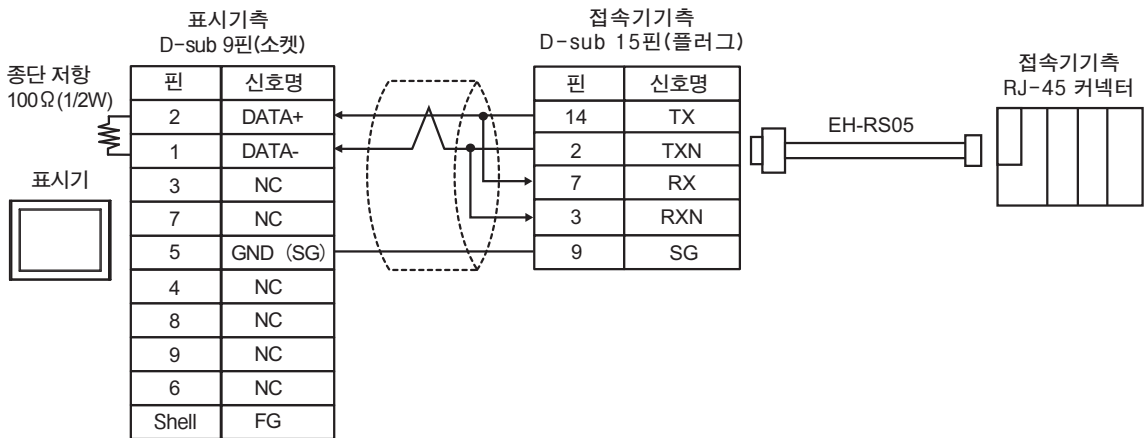 표시기측
D-sub 9핀(소켓)
종단 저항
100Ω(1/2W)
표시기
핀 신호명
2 DATA+
1 DATA-
3 NC
7 NC
5 GND (SG)
4 NC
8 NC
9 NC
6 NC
Shell FG
접속기기측
D-sub 15핀(플러그)
핀 신호명
14 TX
2 TXN
7 RX
3 RXN
9 SG
EH-RS05
접속기기측
RJ-45 커넥터